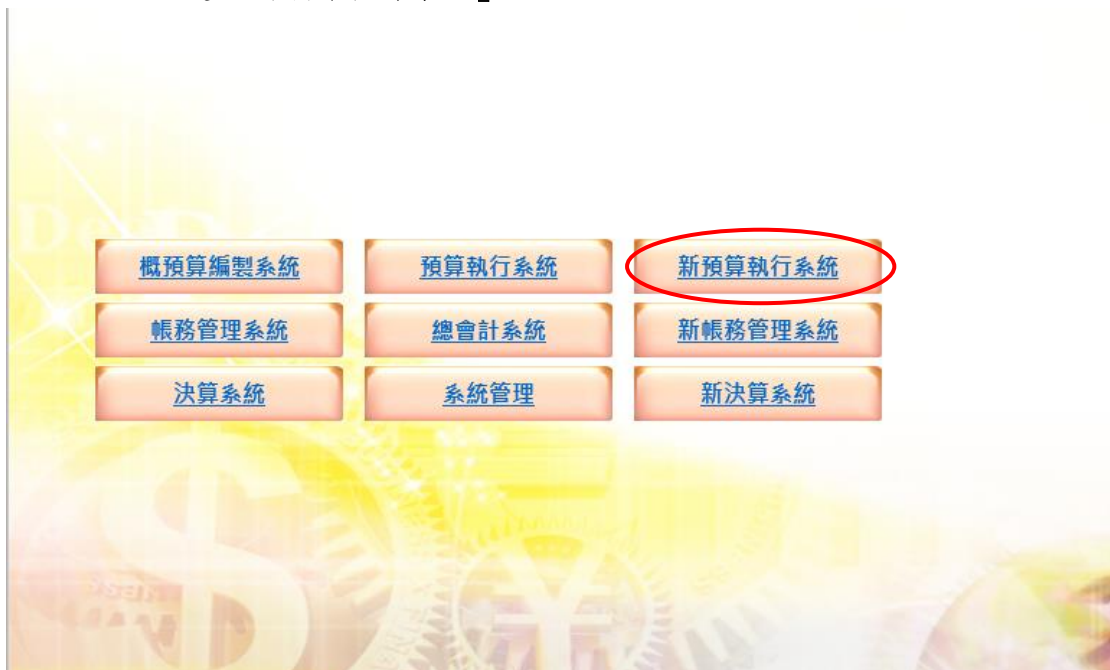 概預算編製系統 預算執行系統 新預算執行系統
帳務管理系統 總會計系統 新帳務管理系統
決算系統 系統管理 新決算系統